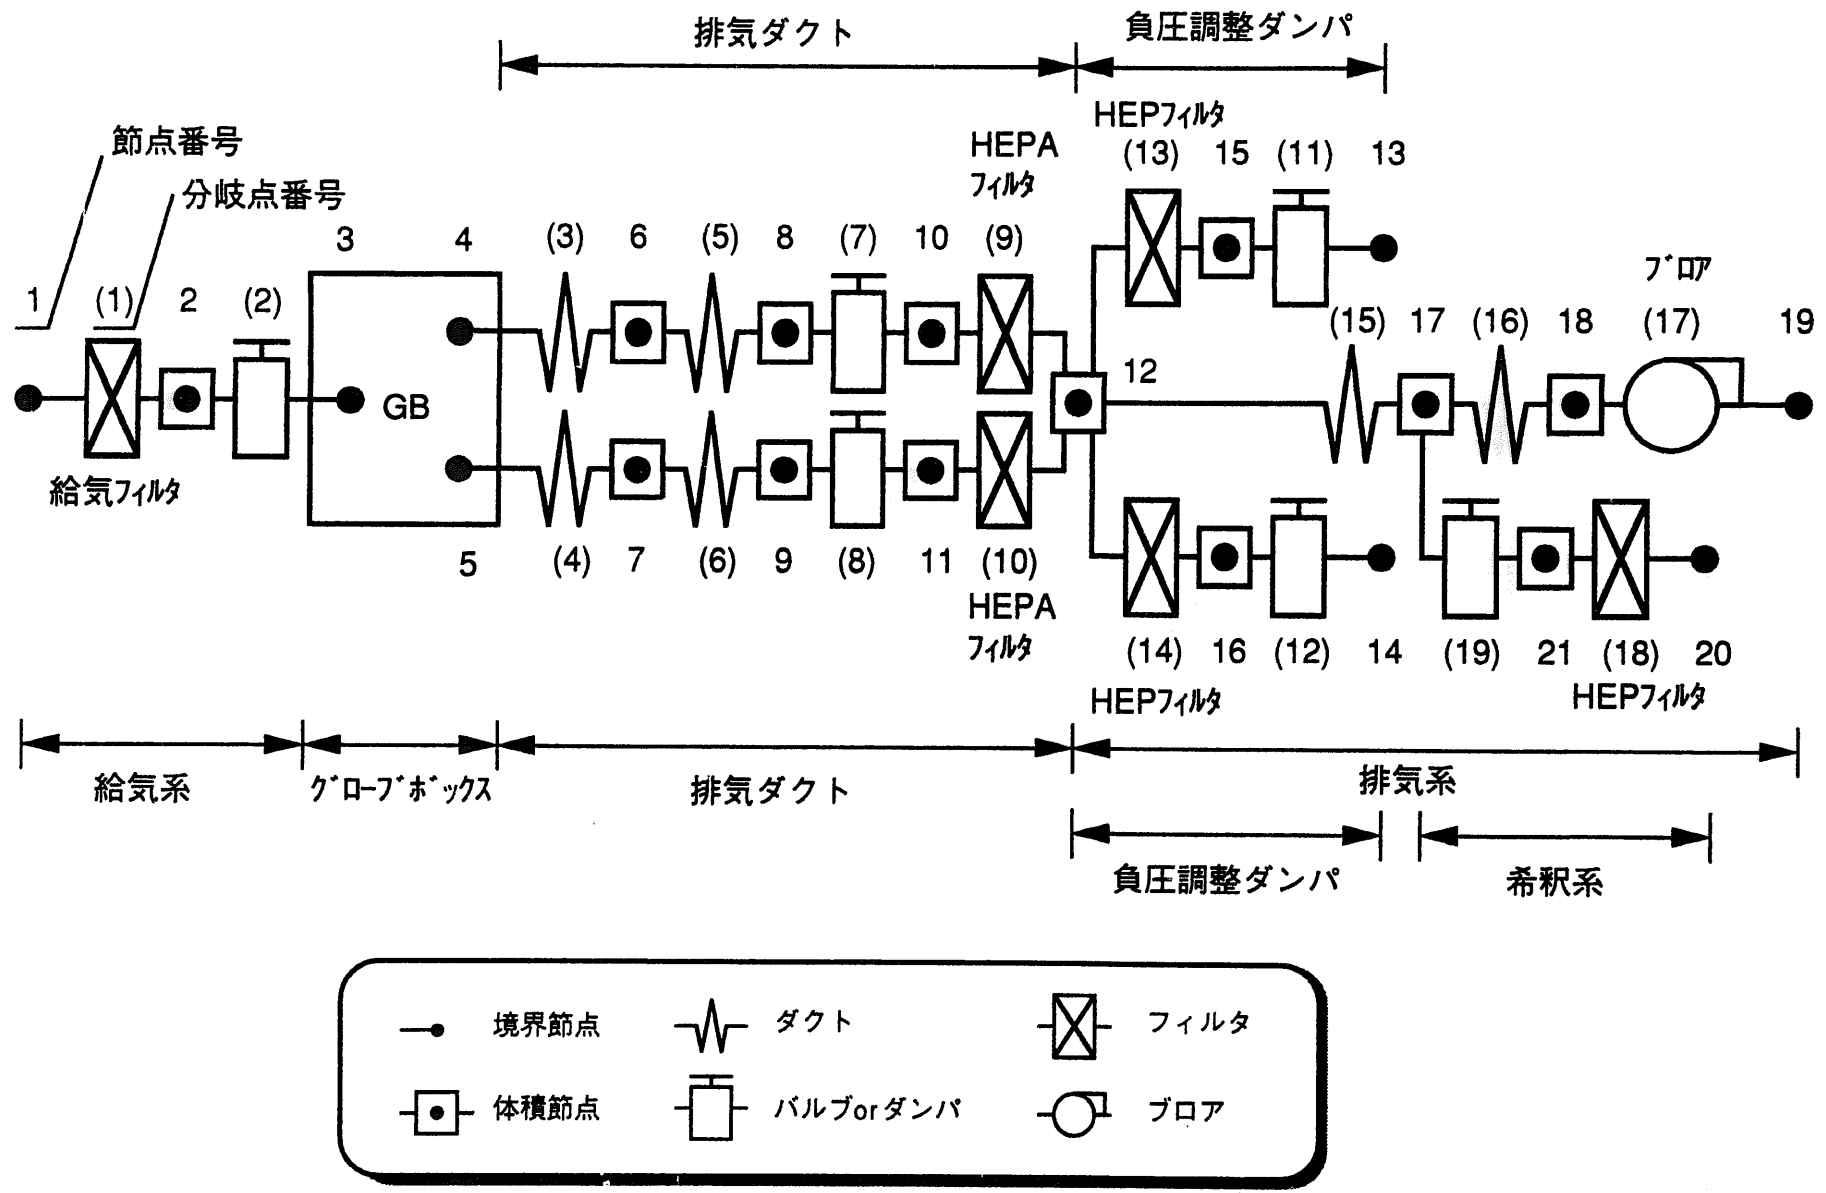 排気ダクト
負圧調整ダンパ
節点番号
分岐点番号
HEPA
フィルタ
HEPフィルタ
(13) 15 (11) 13
3 4 (3) 6 (5) 8 (7) 10 (9)
1 (1) 2 (2)
GB
給気フィルタ
12
ブロア
(15) 17 (16) 18 (17) 19
5 (4) 7 (6) 9 (8) 11 (10)
HEPA
フィルタ
(14) 16 (12) 14 (19) 21 (18) 20
HEPフィルタ
HEPフィルタ
給気系
グローブボックス
排気ダクト
排気系
負圧調整ダンパ
希釈系
境界節点
ダクト
フィルタ
体積節点
バルブorダンパ
ブロア